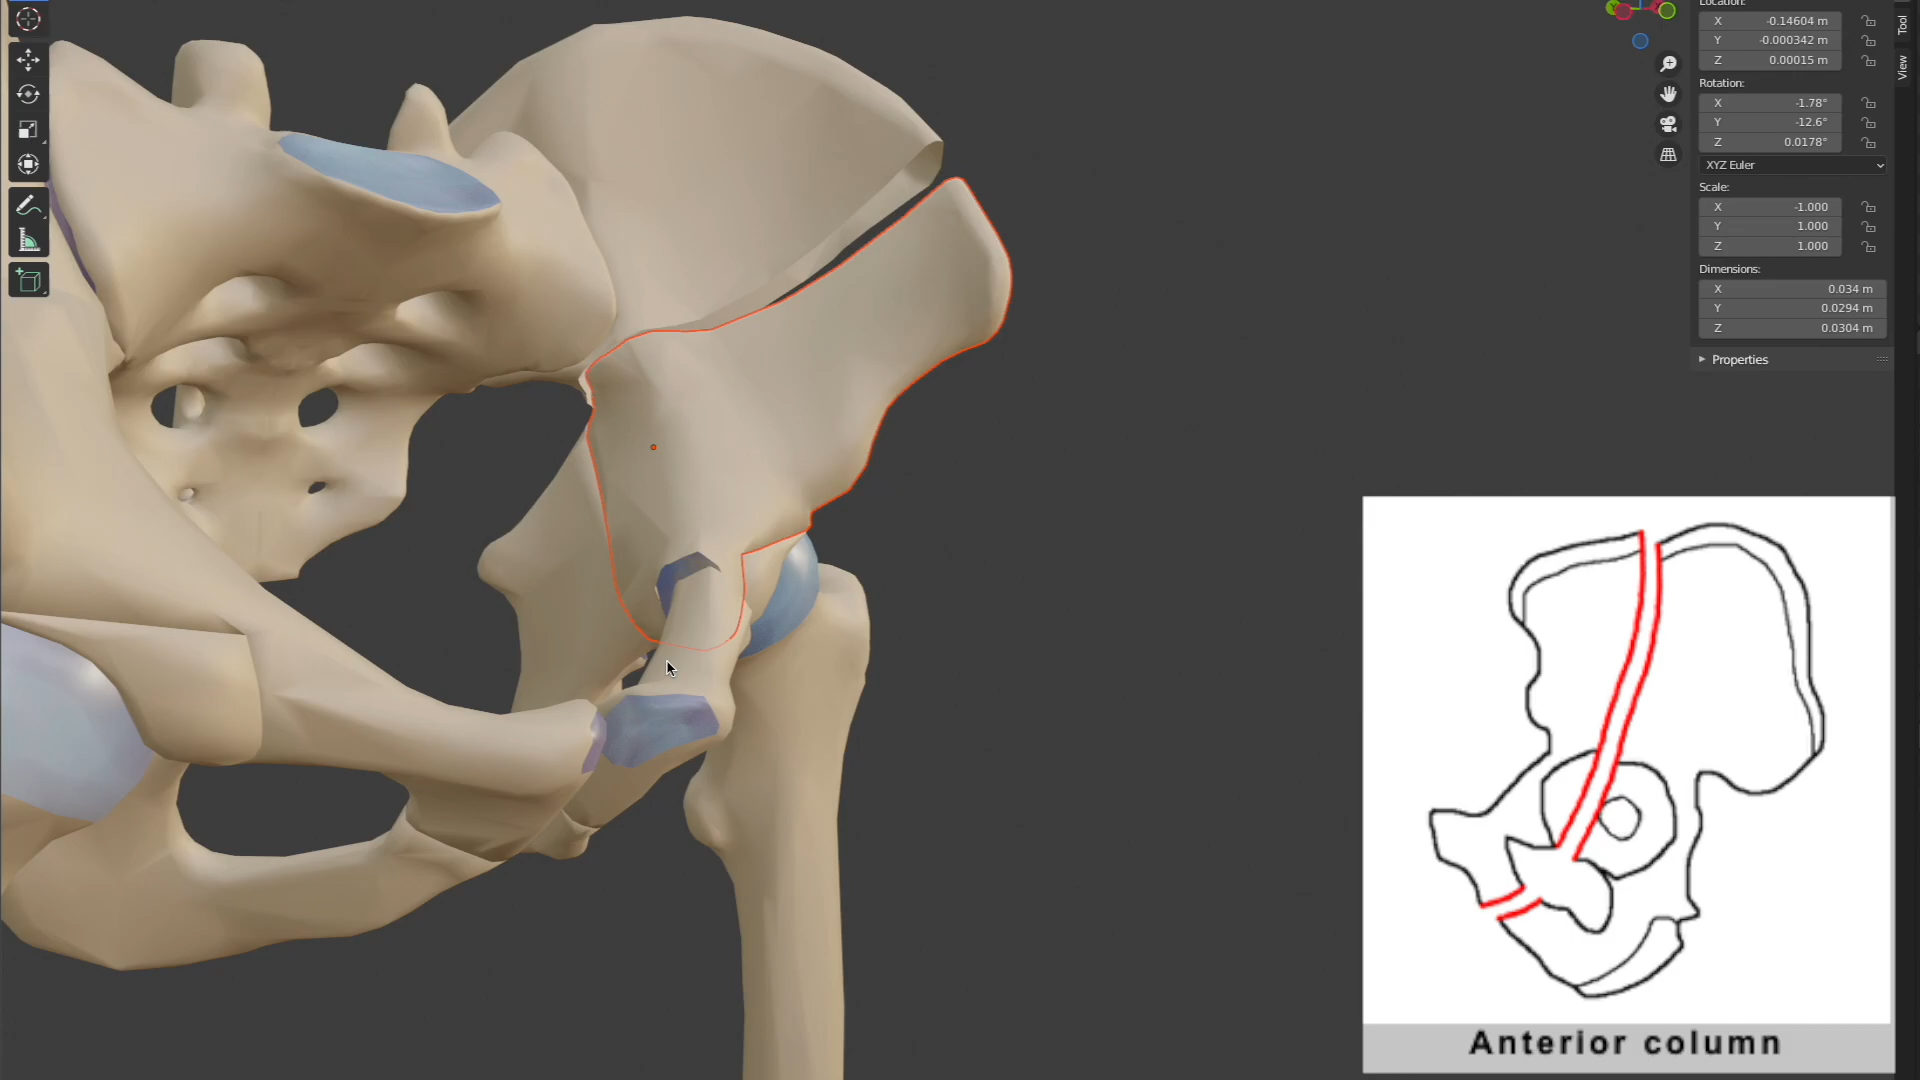 Location:
X -0.14604 m
Y -0.000342 m
Z 0.00015 m
Rotation:
X -1.78°
Y -12.6°
Z 0.0178°
XYZ Euler
Scale:
X -1.000
Y 1.000
Z 1.000
Dimensions:
X 0.034 m
Y 0.0294 m
Z 0.0304 m
Properties
Tool
View
Anterior column